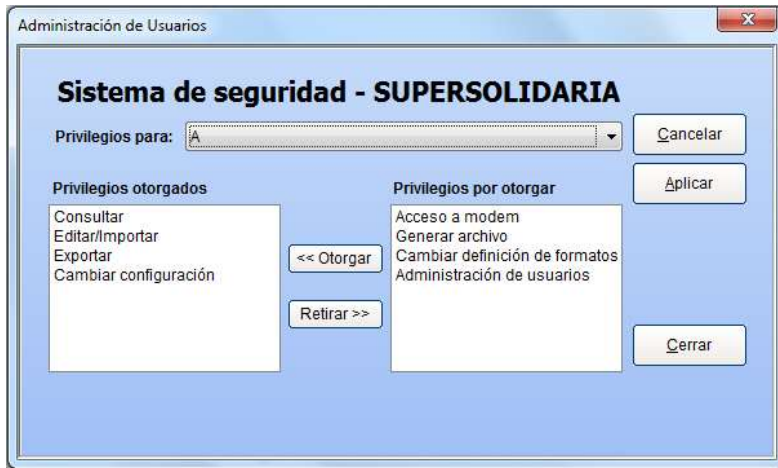 Administración de Usuarios
Sistema de seguridad - SUPERSOLIDARIA
Privilegios para: A
Cancelar
Aplicar
Privilegios otorgados
Consultar
Editar/Importar
Exportar
Cambiar configuración
<< Otorgar
Retirar >>
Privilegios por otorgar
Acceso a modem
Generar archivo
Cambiar definición de formatos
Administración de usuarios
Cerrar